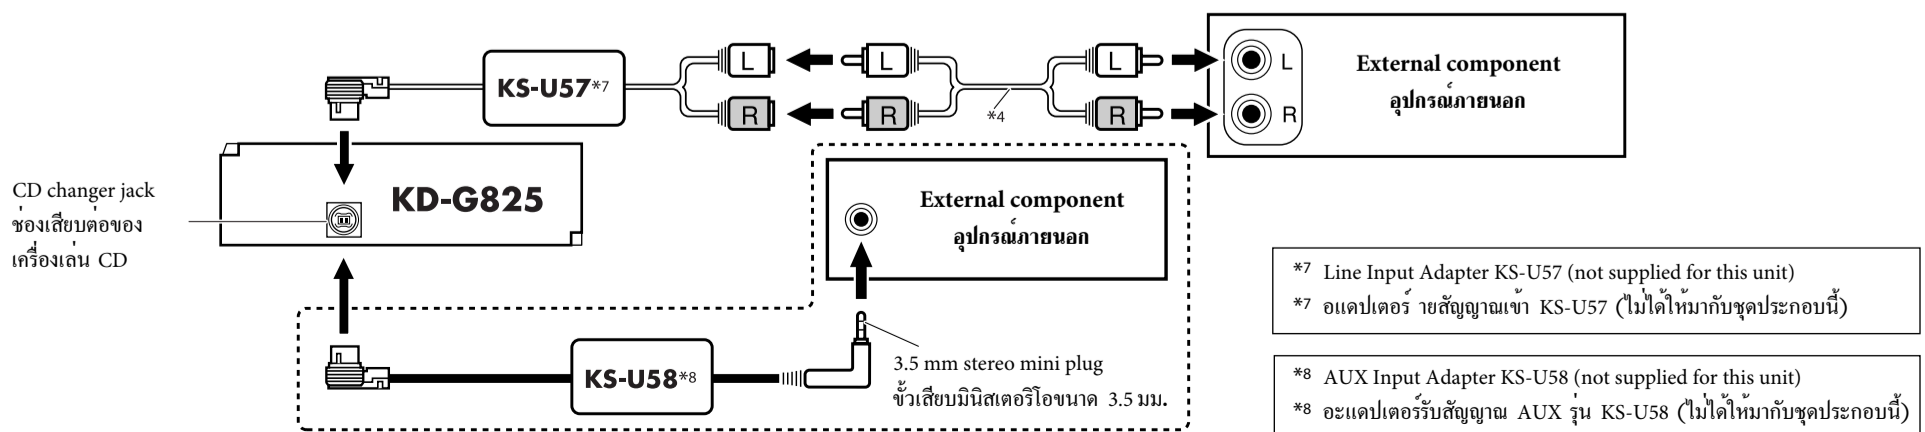 KS-U57*7
L
R
L
R
*4
L
R
L
R
External component
อุปกรณ์ภายนอก
CD changer jack
ช่องเสียบต่อของ
เครื่องเล่น CD
KD-G825
External component
อุปกรณ์ภายนอก
KS-U58*8
3.5 mm stereo mini plug
ขั้วเสียบมินิสเตอริโอขนาด 3.5 มม.
*7 Line Input Adapter KS-U57 (not supplied for this unit)
*7 อแดปเตอร์ ายสัญญาณเข้า KS-U57 (ไม่ได้ให้มากับชุดประกอบนี้)
*8 AUX Input Adapter KS-U58 (not supplied for this unit)
*8 อะแดปเตอร์รับสัญญาณ AUX รุ่น KS-U58 (ไม่ได้ให้มากับชุดประกอบนี้)